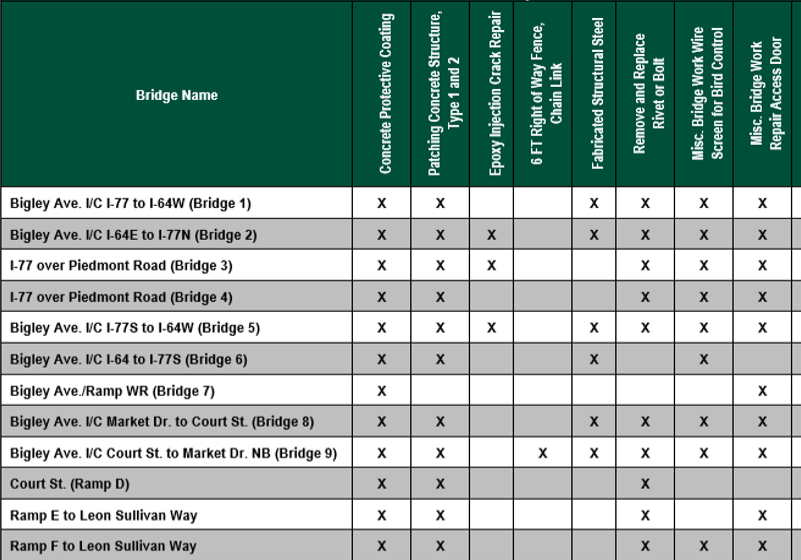 Bridge Name
Concrete Protective Coating
Patching Concrete Structure,
Type 1 and 2
Epoxy Injection Crack Repair
6 FT Right of Way Fence,
Chain Link
Fabricated Structural Steel
Remove and Replace
Rivet or Bolt
Misc. Bridge Work Wire
Screen for Bird Control
Misc. Bridge Work
Repair Access Door
Bigley Ave. I/C I-77 to I-64W (Bridge 1) X X X X X X
Bigley Ave. I/C I-64E to I-77N (Bridge 2) X X X X X X X
I-77 over Piedmont Road (Bridge 3) X X X X X X
I-77 over Piedmont Road (Bridge 4) X X X X X
Bigley Ave. I/C I-77S to I-64W (Bridge 5) X X X X X X X
Bigley Ave. I/C I-64 to I-77S (Bridge 6) X X X X
Bigley Ave./Ramp WR (Bridge 7) X X
Bigley Ave. I/C Market Dr. to Court St. (Bridge 8) X X X X X X
Bigley Ave. I/C Court St. to Market Dr. NB (Bridge 9) X X X X X X X
Court St. (Ramp D) X X X
Ramp E to Leon Sullivan Way X X X X
Ramp F to Leon Sullivan Way X X X X X